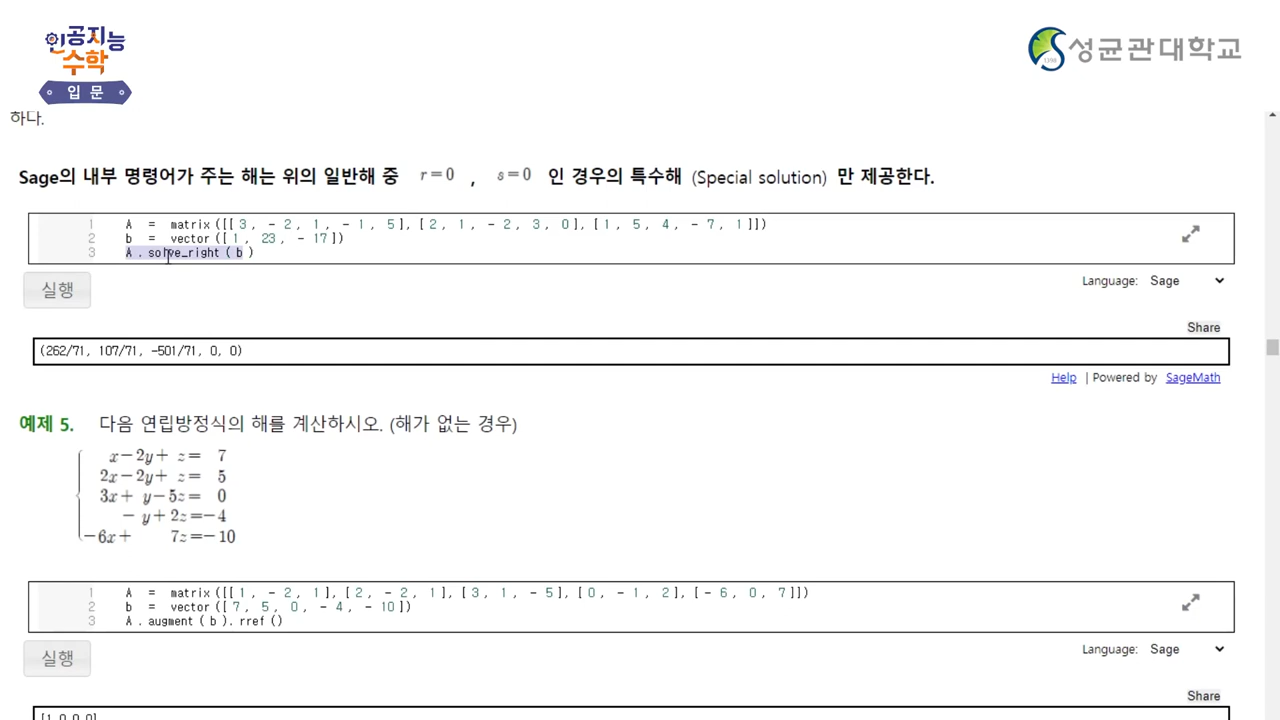 인공지능
수학
입 문
성균관대학교
하다.
Sage의 내부 명령어가 주는 해는 위의 일반해 중 r=0 , s=0 인 경우의 특수해 (Special solution) 만 제공한다.
1 A = matrix([[3, -2, 1, -1, 5], [2, 1, -2, 3, 0], [1, 5, 4, -7, 1]])
2 b = vector([1, 23, -17])
3 A.solve_right(b)
실행
Language: Sage
Share
(262/71, 107/71, -501/71, 0, 0)
Help | Powered by SageMath
예제 5. 다음 연립방정식의 해를 계산하시오. (해가 없는 경우)
x-2y+ z= 7
2x-2y+ z= 5
3x+ y-5z= 0
- y+2z=-4
-6x+ 7z=-10
1 A = matrix([[1, -2, 1], [2, -2, 1], [3, 1, -5], [0, -1, 2], [-6, 0, 7]])
2 b = vector([7, 5, 0, -4, -10])
3 A.augment(b).rref()
실행
Language: Sage
Share
[1 0 0 0]